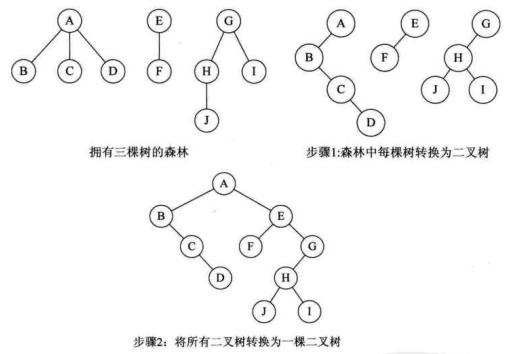 A E G
B C D F H I
J
拥有三棵树的森林
A E G
B F H
C J I
D
步骤1:森林中每棵树转换为二叉树
A
B E
C F G
D H
J I
步骤2：将所有二叉树转换为一棵二叉树